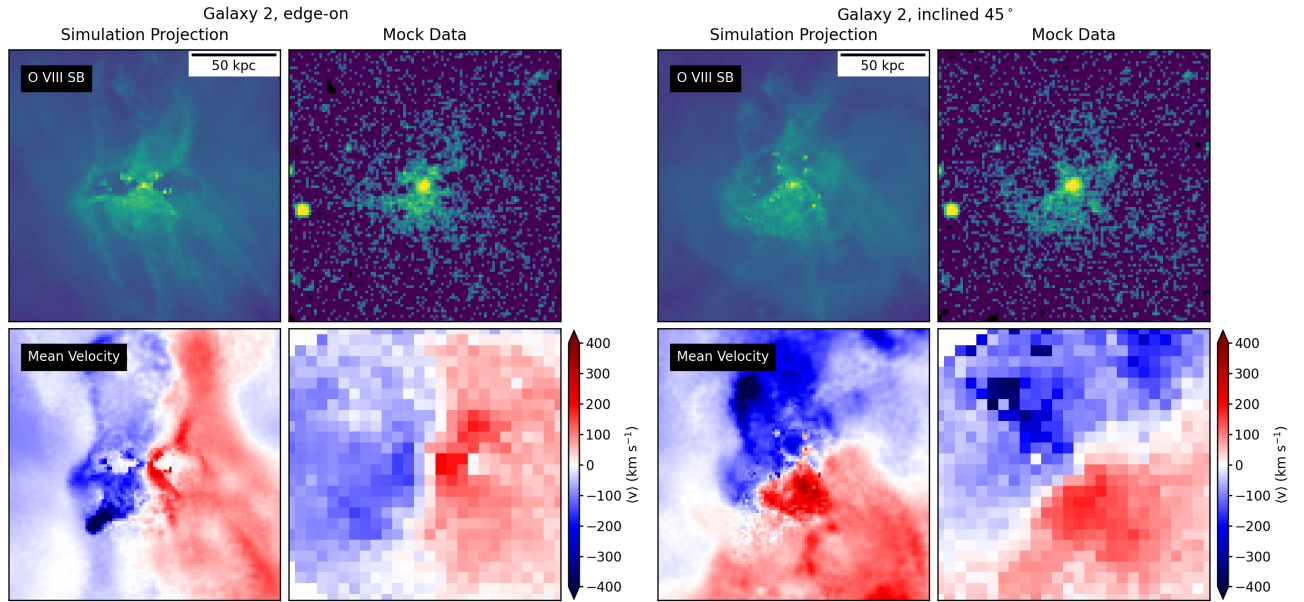 Galaxy 2, edge-on
Simulation Projection
Mock Data
O VIII SB
50 kpc
Mean Velocity
400
300
200
100
0
−100
−200
−300
−400
⟨v⟩ (km s⁻¹)
Galaxy 2, inclined 45°
Simulation Projection
Mock Data
O VIII SB
50 kpc
Mean Velocity
400
300
200
100
0
−100
−200
−300
−400
⟨v⟩ (km s⁻¹)